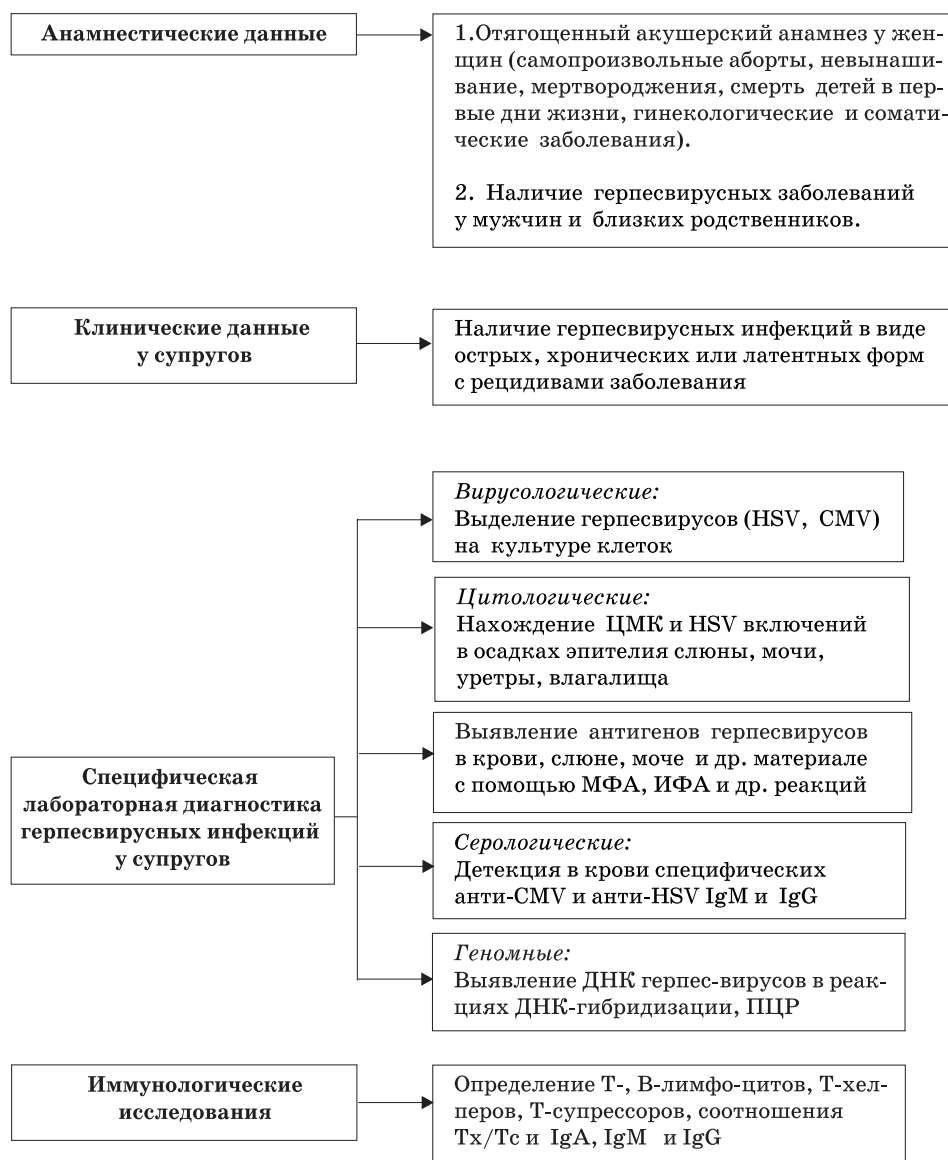 Анамнестические данные
1.Отягощенный акушерский анамнез у жен-
щин (самопроизвольные аборты, невынаши-
вание, мертворождения, смерть детей в пер-
вые дни жизни, гинекологические и сомати-
ческие заболевания).
2. Наличие герпесвирусных заболеваний
у мужчин и близких родственников.
Клинические данные
у супругов
Наличие герпесвирусных инфекций в виде
острых, хронических или латентных форм
с рецидивами заболевания
Специфическая
лабораторная диагностика
герпесвирусных инфекций
у супругов
Вирусологические:
Выделение герпесвирусов (HSV, CMV)
на культуре клеток
Цитологические:
Нахождение ЦМК и HSV включений
в осадках эпителия слюны, мочи,
уретры, влагалища
Выявление антигенов герпесвирусов
в крови, слюне, моче и др. материале
с помощью МФА, ИФА и др. реакций
Серологические:
Детекция в крови специфических
анти-CMV и анти-HSV IgM и IgG
Геномные:
Выявление ДНК герпес-вирусов в реак-
циях ДНК-гибридизации, ПЦР
Иммунологические
исследования
Определение Т-, В-лимфо-цитов, Т-хел-
перов, Т-супрессоров, соотношения
Тх/Тс и IgA, IgM и IgG